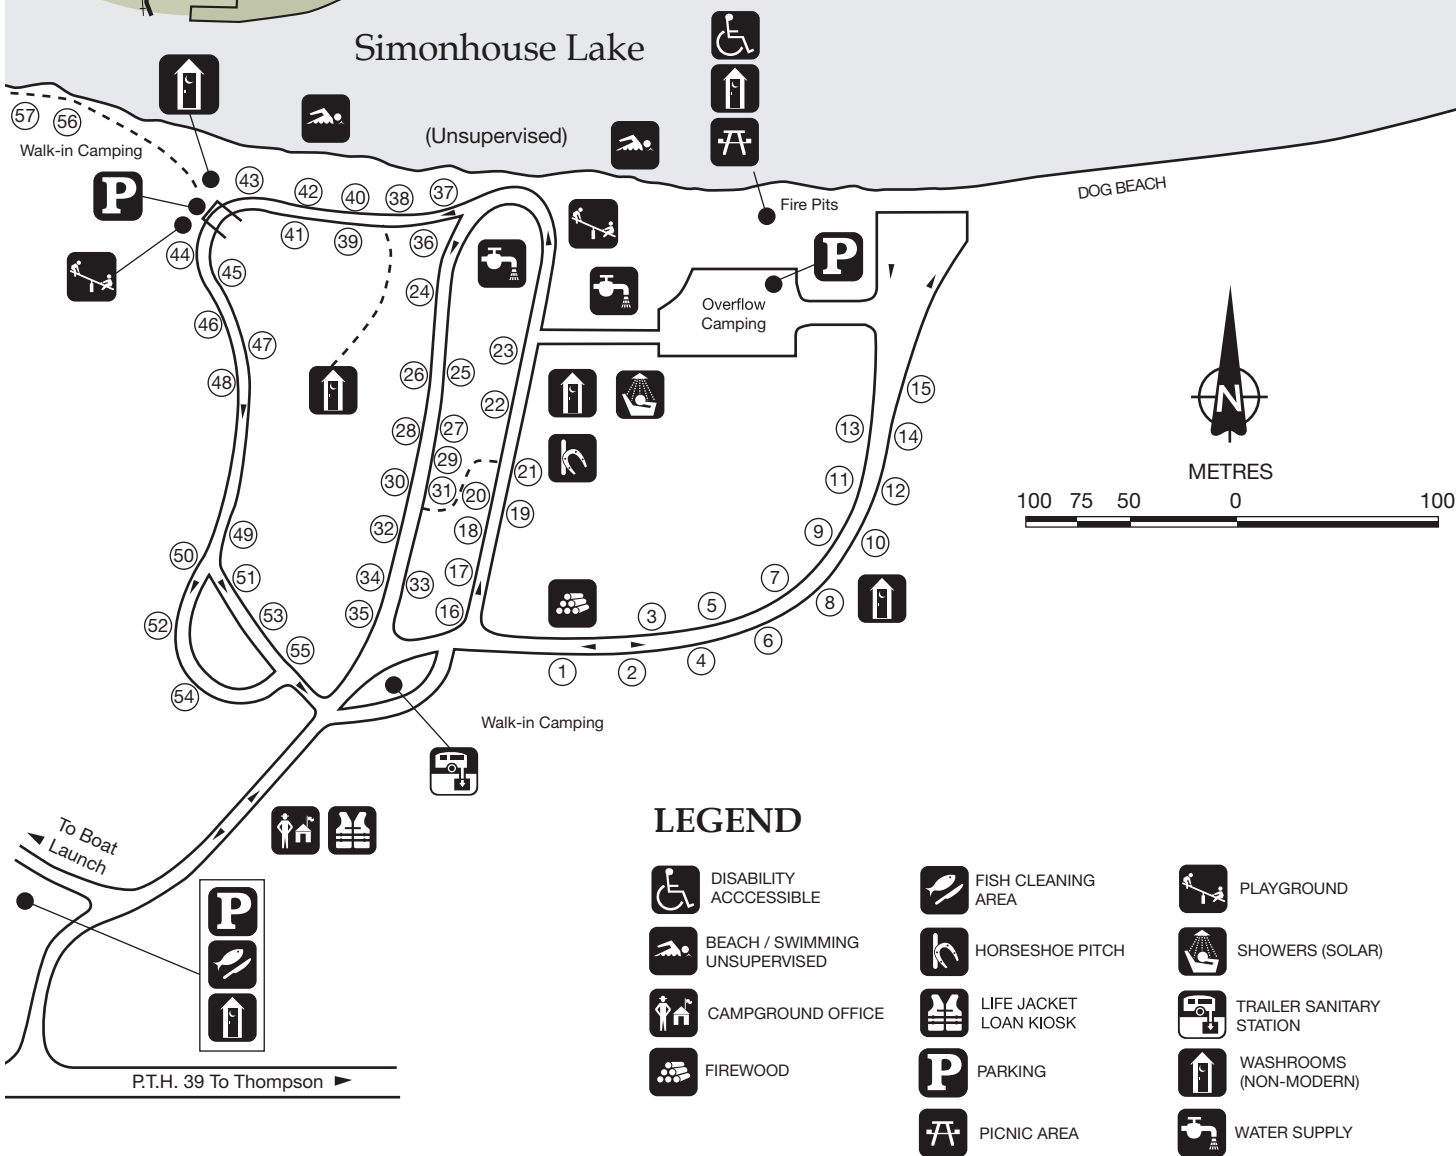 Simonhouse Lake
(Unsupervised)
57
56
Walk-in Camping
P
43
42
40
38
37
41
39
36
44
45
DOG BEACH
Fire Pits
P
Overflow
Camping
24
46
47
48
23
26
25
22
28
27
29
30
31
20
21
18
19
32
15
13
14
11
12
9
10
7
8
5
3
6
4
1
2
N
METRES
100 75 50 0 100
50
49
51
34
33
17
16
35
52
53
55
54
Walk-in Camping
To Boat
Launch
P
P.T.H. 39 To Thompson
LEGEND
DISABILITY
ACCCESSIBLE
BEACH / SWIMMING
UNSUPERVISED
CAMPGROUND OFFICE
FIREWOOD
FISH CLEANING
AREA
HORSESHOE PITCH
LIFE JACKET
LOAN KIOSK
P PARKING
PICNIC AREA
PLAYGROUND
SHOWERS (SOLAR)
TRAILER SANITARY
STATION
WASHROOMS
(NON-MODERN)
WATER SUPPLY